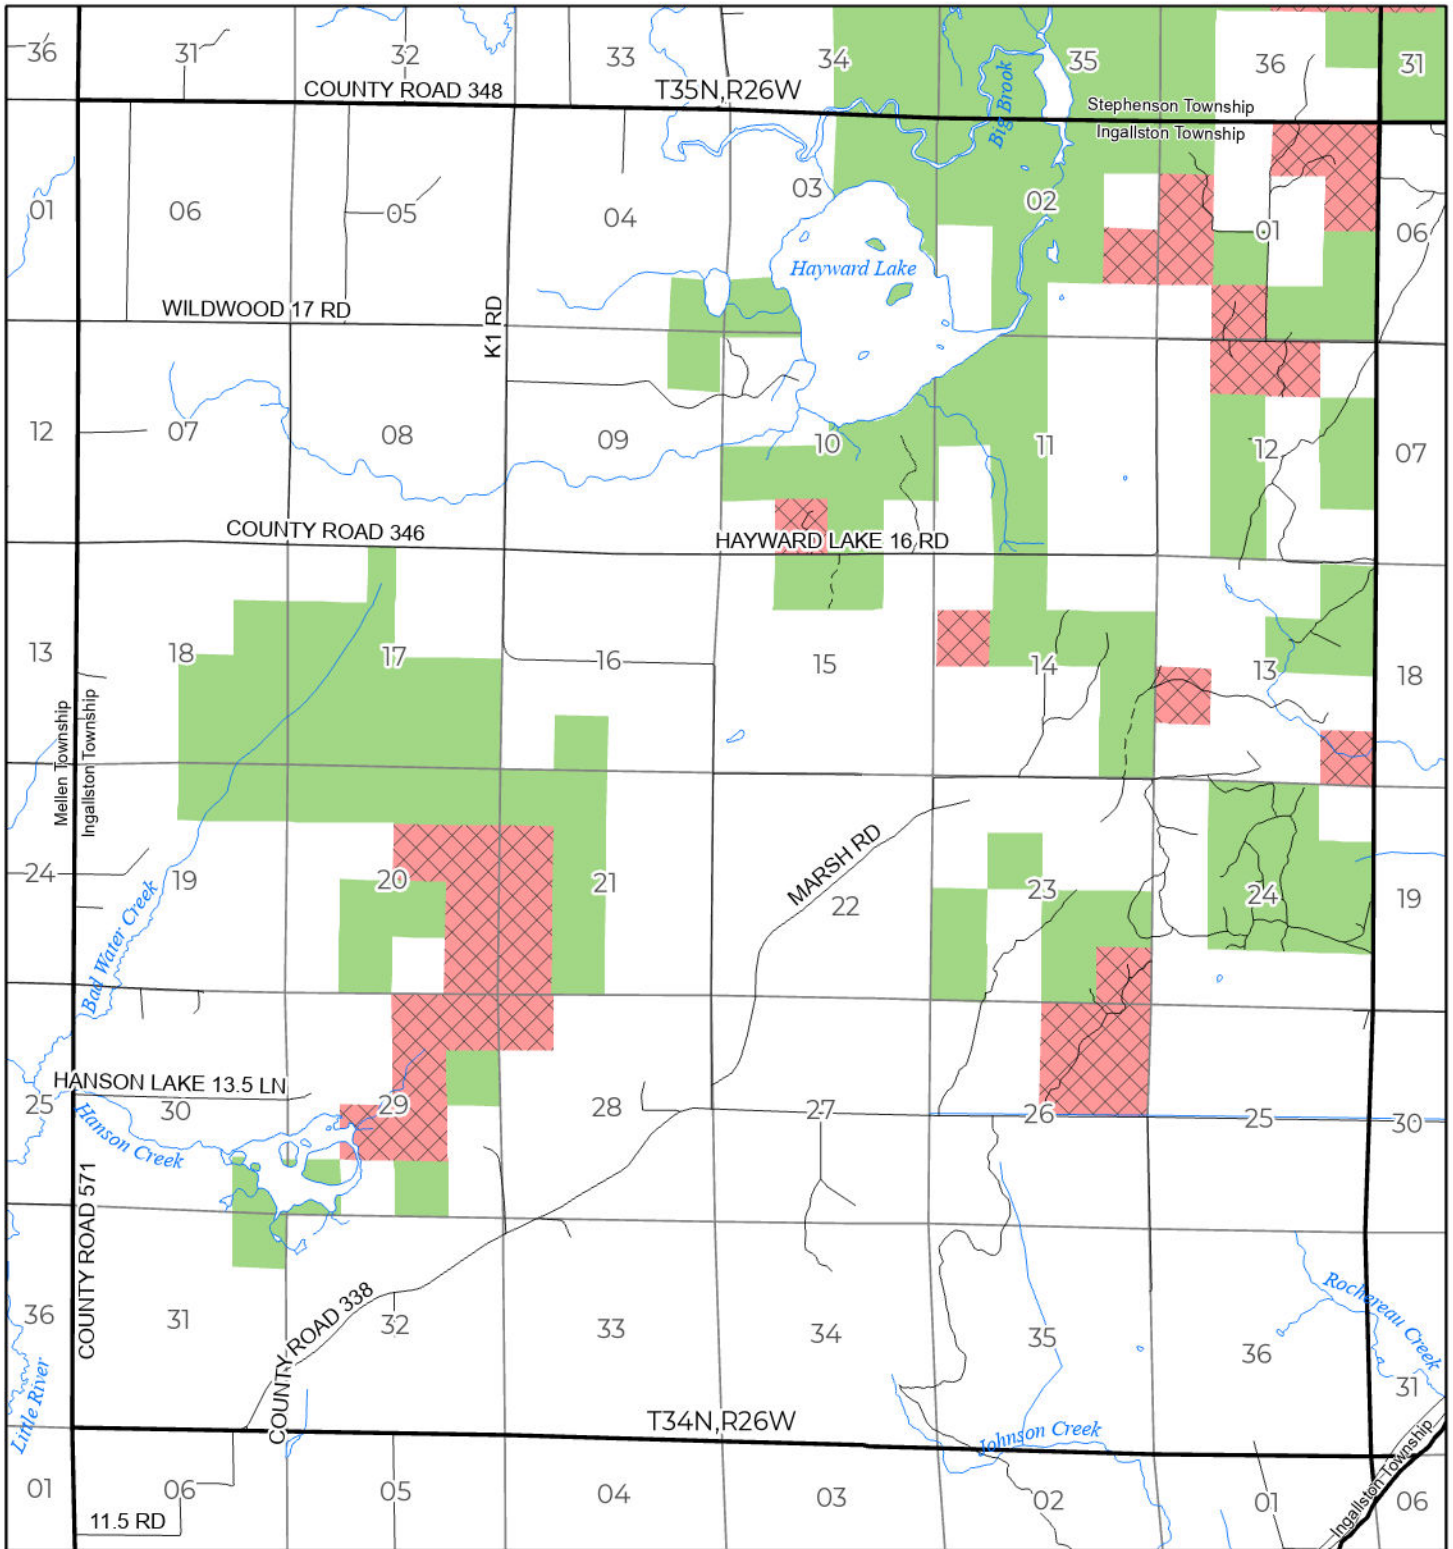 36
31
32
33
34
35
36
31
COUNTY ROAD 348
T35N,R26W
Big Brook
Stephenson Township
Ingallston Township
01
06
05
04
03
02
01
06
Hayward Lake
WILDWOOD 17 RD
K1 RD
12
07
08
09
10
11
12
07
COUNTY ROAD 346
HAYWARD LAKE 16 RD
13
18
17
16
15
14
13
18
Mellen Township
Ingallston Township
MARSH RD
24
19
20
21
22
23
24
19
Bad Water Creek
HANSON LAKE 13.5 LN
25
30
29
28
27
26
25
30
Hanson Creek
COUNTY ROAD 571
36
31
32
33
34
35
36
31
COUNTY ROAD 338
Rochereau Creek
Little River
T34N,R26W
Johnson Creek
Ingallston Township
01
06
05
04
03
02
01
06
11.5 RD